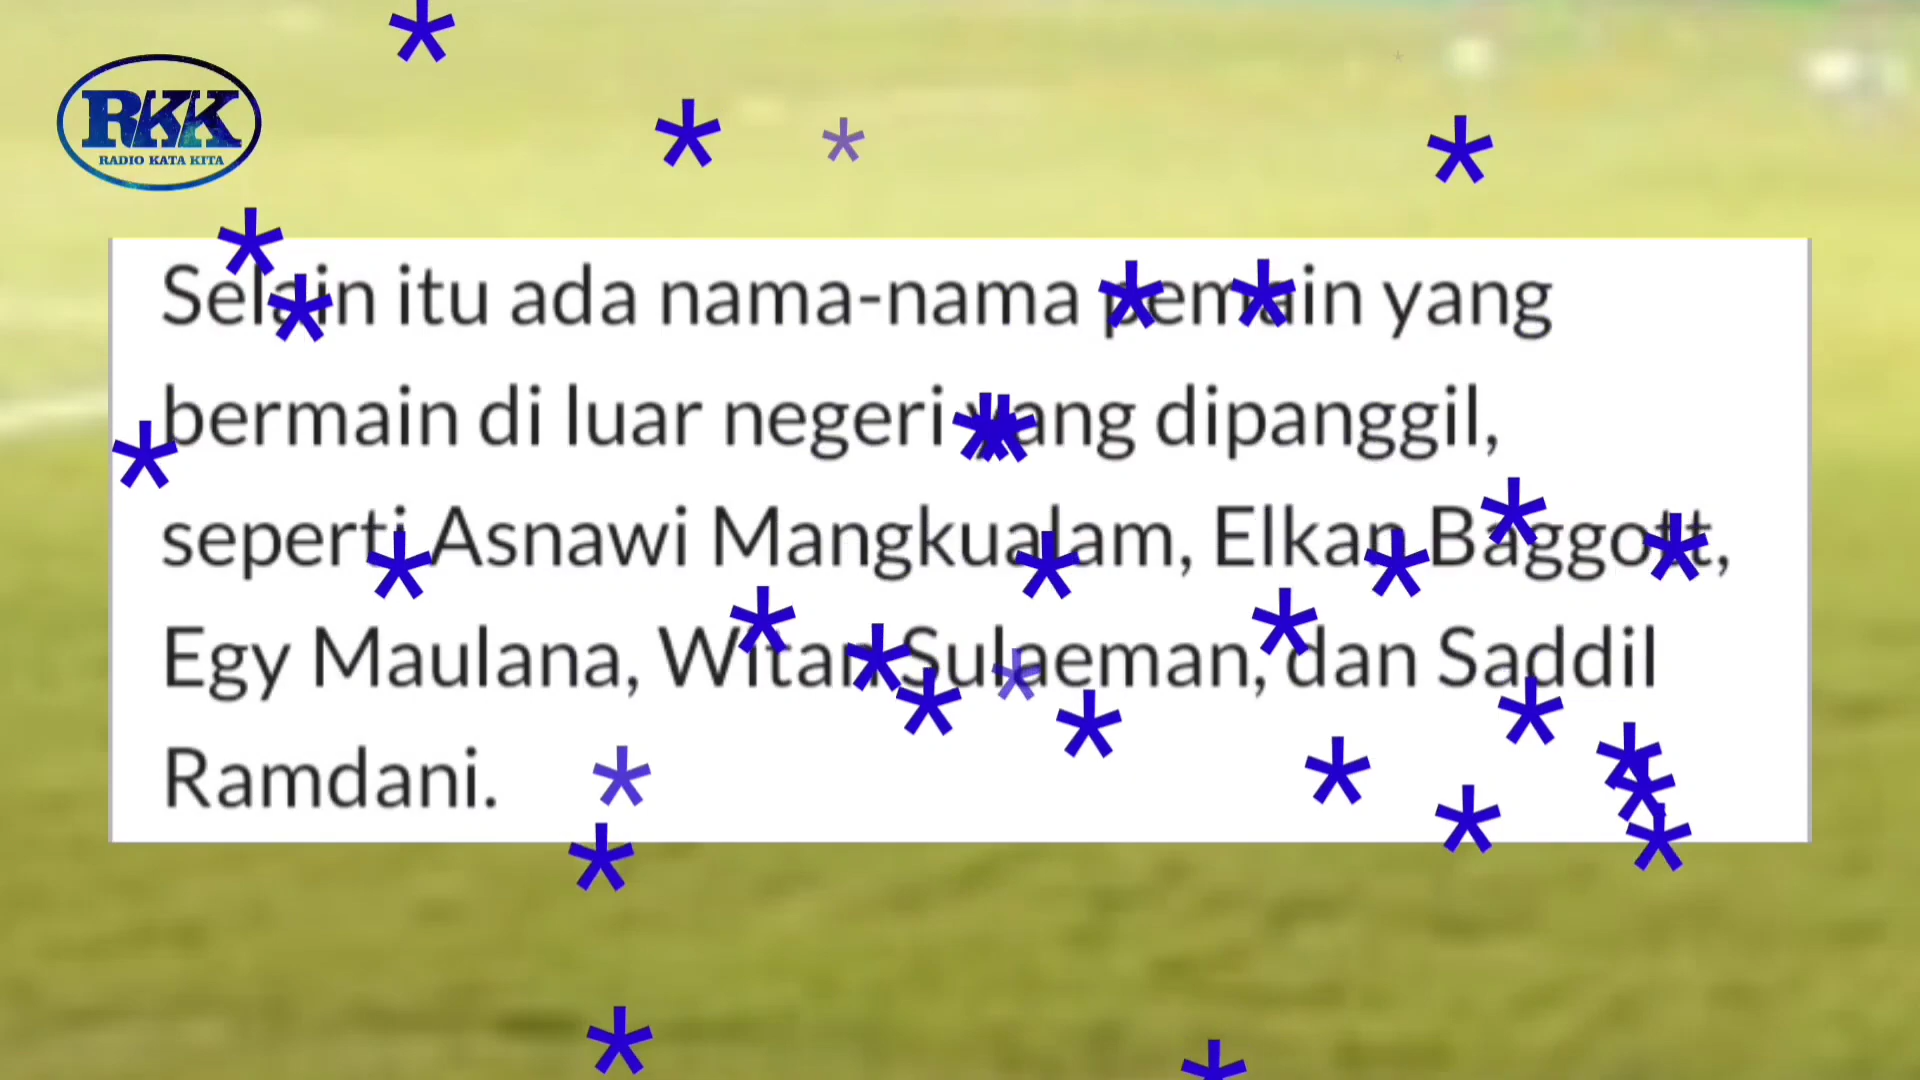 RKK
RADIO KATA KITA
Selain itu ada nama-nama pemain yang
bermain di luar negeri yang dipanggil,
seperti Asnawi Mangkualam, Elkan Baggott,
Egy Maulana, Witan Sulaeman, dan Saddil
Ramdani.